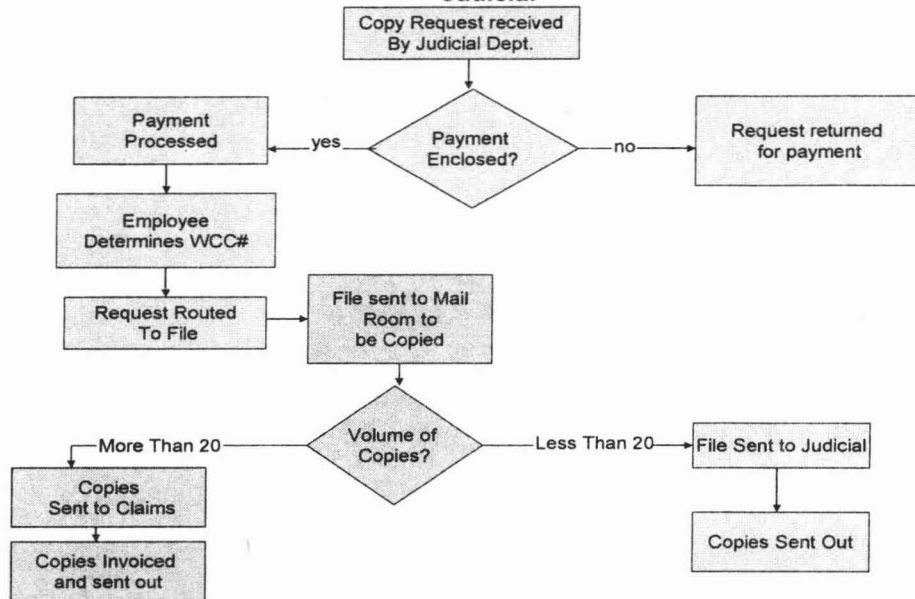 Judicial
Copy Request received
By Judicial Dept.
Payment
Processed
yes
Payment
Enclosed?
no
Request returned
for payment
Employee
Determines WCC#
Request Routed
To File
File sent to Mail
Room to
be Copied
More Than 20
Volume of
Copies?
Less Than 20
File Sent to Judicial
Copies
Sent to Claims
Copies Sent Out
Copies Invoiced
and sent out